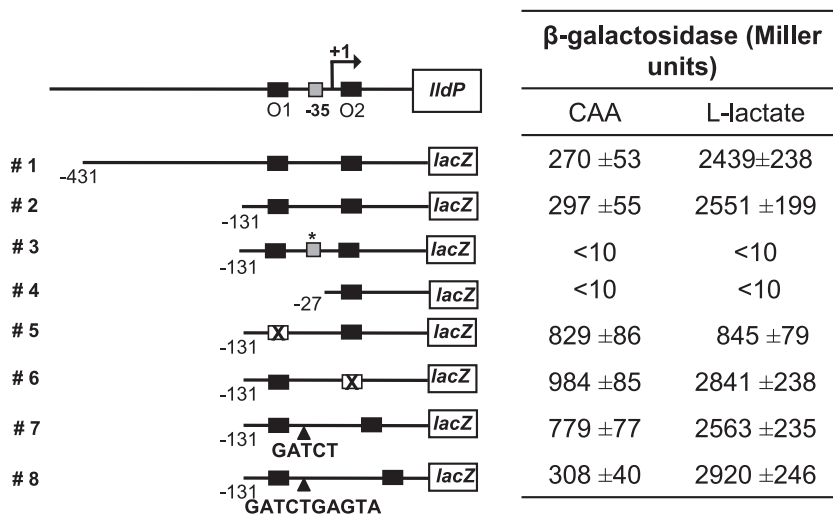 β-galactosidase (Miller
units)
CAA L-lactate
+1
O1 -35 O2 lldP
# 1 -431 lacZ 270 ±53 2439±238
# 2 -131 lacZ 297 ±55 2551 ±199
# 3 -131 * lacZ <10 <10
# 4 -27 lacZ <10 <10
# 5 -131 X lacZ 829 ±86 845 ±79
# 6 -131 X lacZ 984 ±85 2841 ±238
# 7 -131 lacZ 779 ±77 2563 ±235
GATCT
# 8 -131 lacZ 308 ±40 2920 ±246
GATCTGAGTA